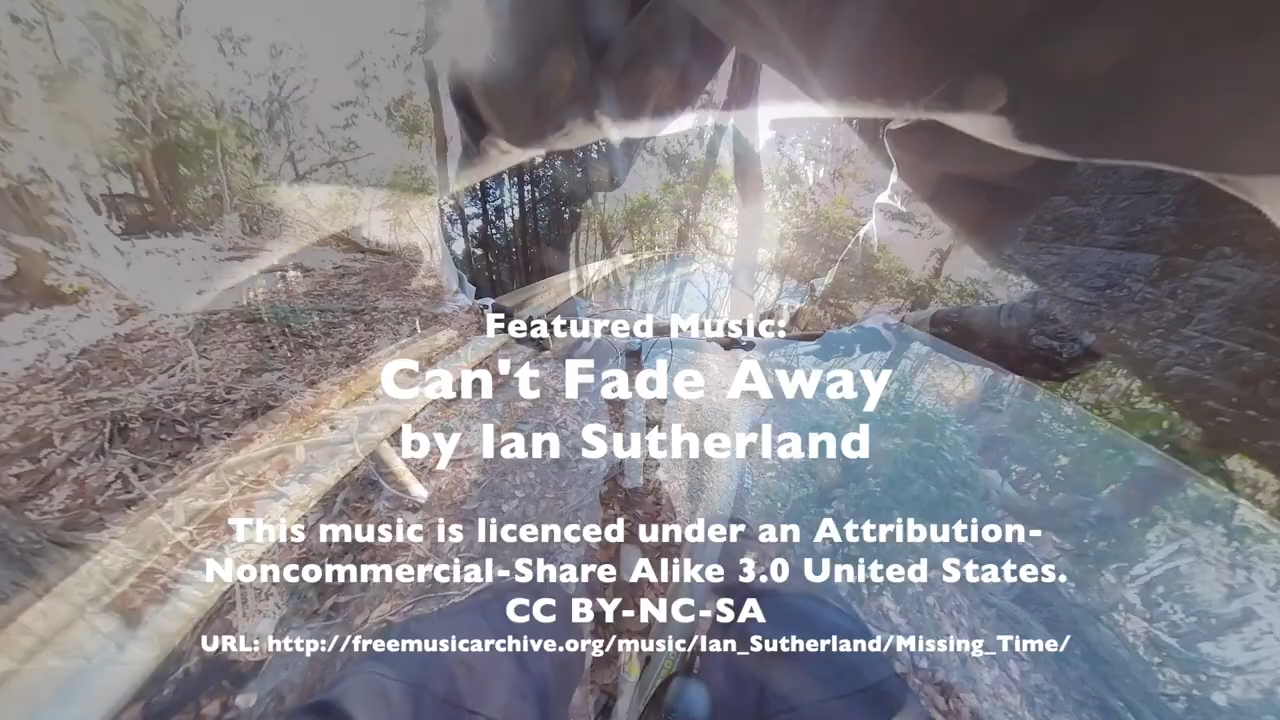 Featured Music:
Can't Fade Away
by Ian Sutherland
This music is licenced under an Attribution-
Noncommercial-Share Alike 3.0 United States.
CC BY-NC-SA
URL: http://freemusicarchive.org/music/Ian_Sutherland/Missing_Time/